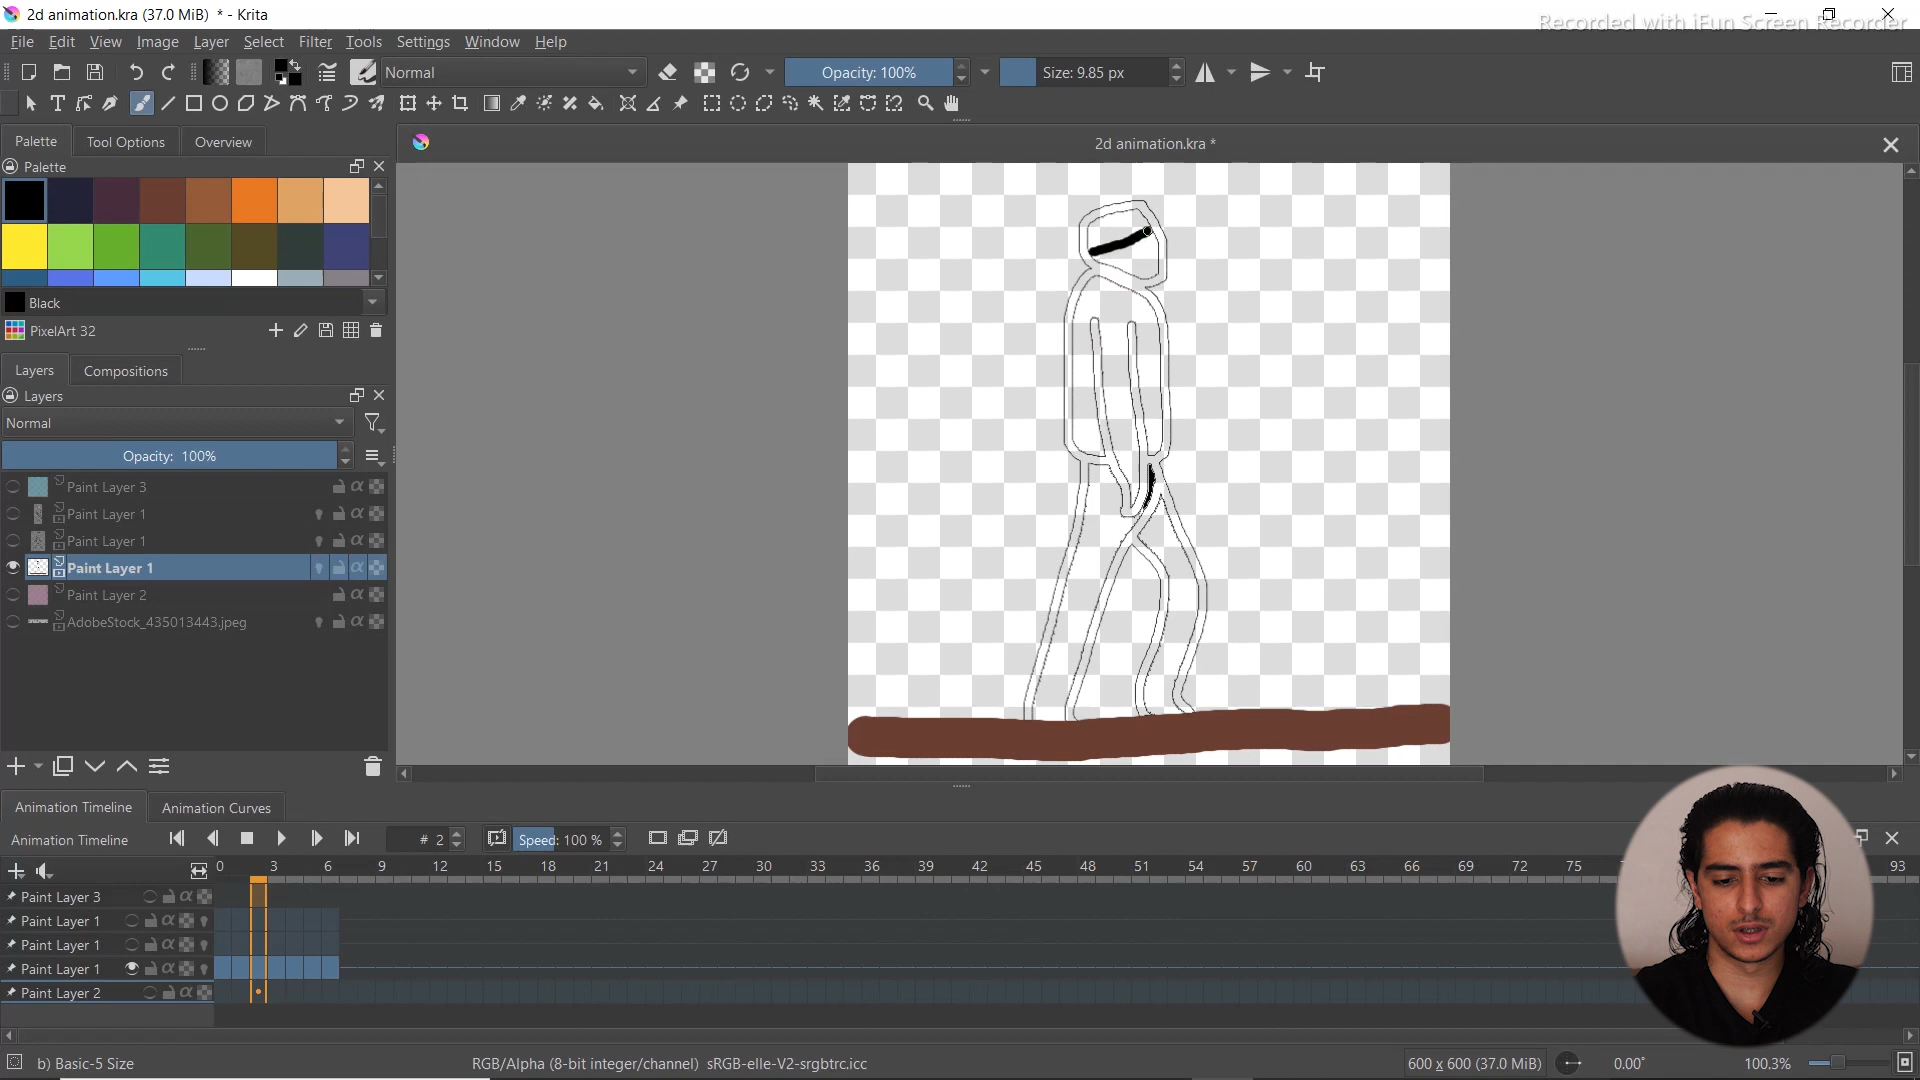 2d animation.kra (37.0 MiB) * - Krita
Recorded with iFun Screen Recorder
File Edit View Image Layer Select Filter Tools Settings Window Help
Normal Opacity: 100% Size: 9.85 px
Palette Tool Options Overview
2d animation.kra *
Palette
Black
PixelArt 32
Layers Compositions
Layers
Normal
Opacity: 100%
Paint Layer 3
Paint Layer 1
Paint Layer 1
Paint Layer 1
Paint Layer 2
AdobeStock_435013443.jpeg
Animation Timeline Animation Curves
Animation Timeline # 2 Speed: 100 %
0 3 6 9 12 15 18 21 24 27 30 33 36 39 42 45 48 51 54 57 60 63 66 69 72 75 93
Paint Layer 3
Paint Layer 1
Paint Layer 1
Paint Layer 1
Paint Layer 2
b) Basic-5 Size RGB/Alpha (8-bit integer/channel) sRGB-elle-V2-srgbtrc.icc 600 x 600 (37.0 MiB) 0.00° 100.3%